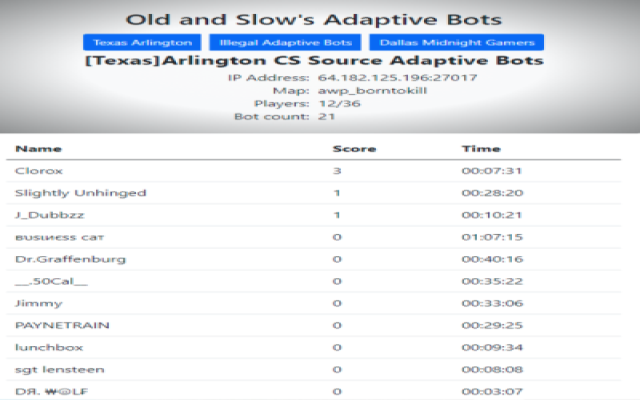 Old and Slow's Adaptive Bots
Texas Arlington Illegal Adaptive Bots Dallas Midnight Gamers
[Texas]Arlington CS Source Adaptive Bots
IP Address: 64.182.125.196:27017
Map: awp_borntokill
Players: 12/36
Bot count: 21
Name Score Time
Clorox 3 00:07:31
Slightly Unhinged 1 00:28:20
J_Dubbzz 1 00:10:21
вυѕιиєѕѕ cαт 0 01:07:15
Dr.Graffenburg 0 00:40:16
__.50Cal__ 0 00:35:22
Jimmy 0 00:33:06
PAYNETRAIN 0 00:29:25
lunchbox 0 00:09:34
sgt lensteen 0 00:08:08
DЯ. ₩☮LF 0 00:03:07